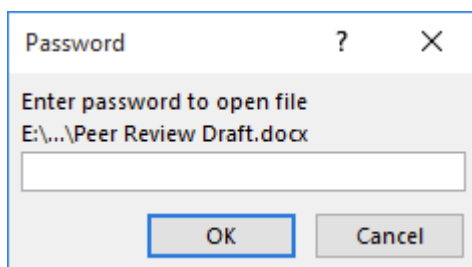 Password ?
Enter password to open file
E:\...\Peer Review Draft.docx
OK Cancel